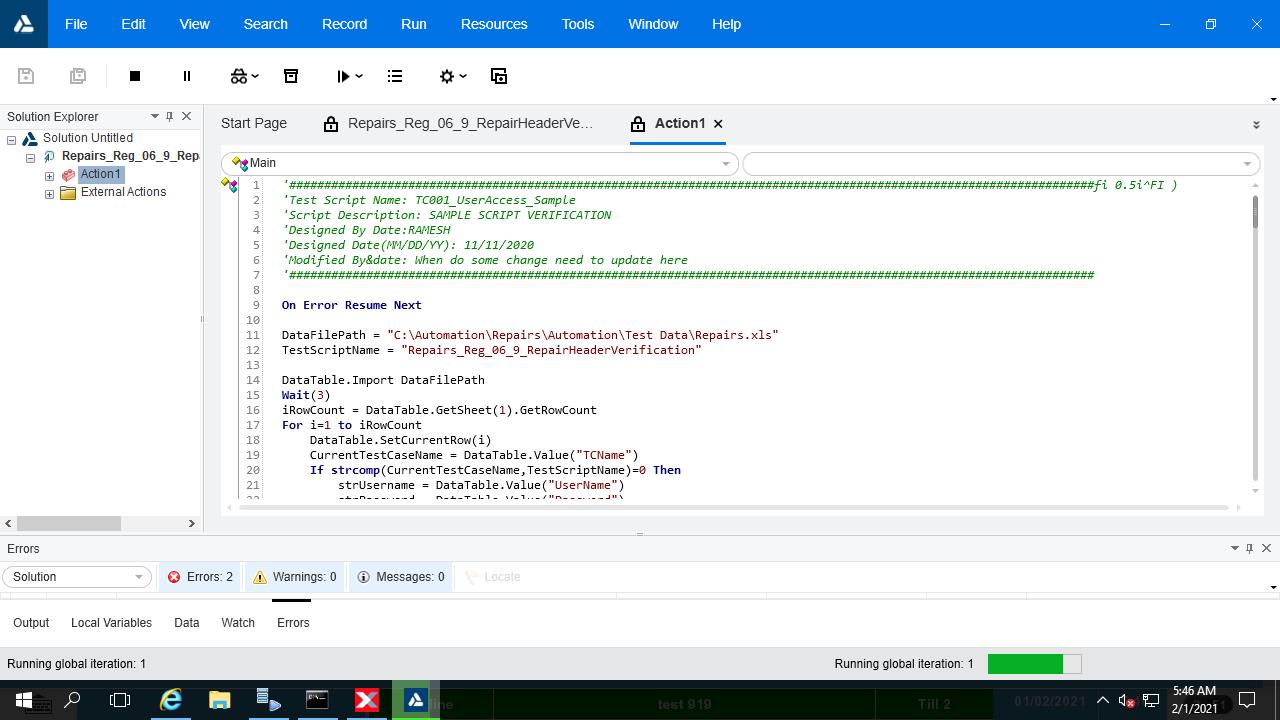 File Edit View Search Record Run Resources Tools Window Help
Solution Explorer
Solution Untitled
Repairs_Reg_06_9_Rep
Action1
External Actions
Start Page Repairs_Reg_06_9_RepairHeaderVe... Action1
Main
1 '###################################################################################################################fi 0.5i^FI )
2 'Test Script Name: TC001_UserAccess_Sample
3 'Script Description: SAMPLE SCRIPT VERIFICATION
4 'Designed By Date:RAMESH
5 'Designed Date(MM/DD/YY): 11/11/2020
6 'Modified By&date: When do some change need to update here
7 '###################################################################################################################
8
9 On Error Resume Next
10
11 DataFilePath = "C:\Automation\Repairs\Automation\Test Data\Repairs.xls"
12 TestScriptName = "Repairs_Reg_06_9_RepairHeaderVerification"
13
14 DataTable.Import DataFilePath
15 Wait(3)
16 iRowCount = DataTable.GetSheet(1).GetRowCount
17 For i=1 to iRowCount
18 DataTable.SetCurrentRow(i)
19 CurrentTestCaseName = DataTable.Value("TCName")
20 If strcomp(CurrentTestCaseName,TestScriptName)=0 Then
21 strUsername = DataTable.Value("UserName")
22 strPassword = DataTable.Value("Password")
Errors
Solution Errors: 2 Warnings: 0 Messages: 0 Locate
Output Local Variables Data Watch Errors
Running global iteration: 1 Running global iteration: 1
line test 919 Till 2 01/02/2021
5:46 AM
2/1/2021